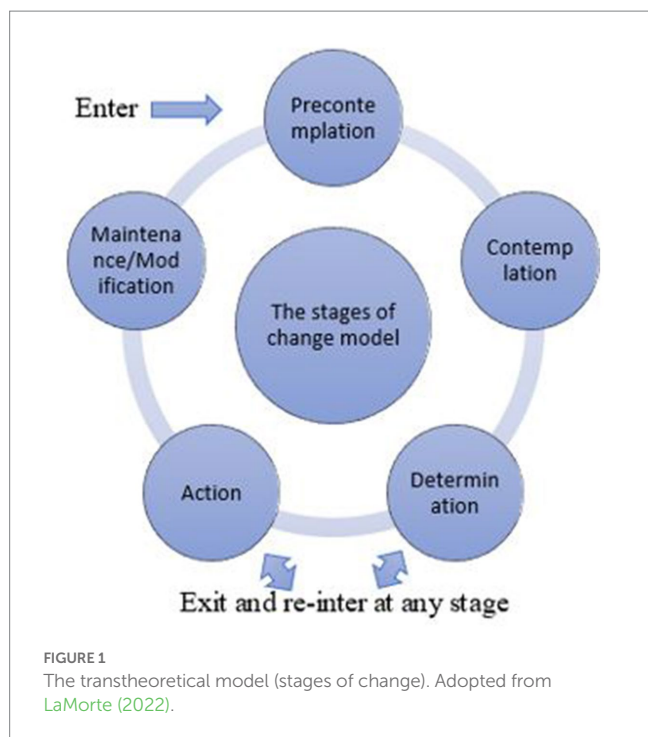 Enter
Preconte
mplation
Contemp
lation
Determin
ation
Action
Maintena
nce/Mod
ification
The stages of
change model
Exit and re-inter at any stage
FIGURE 1
The transtheoretical model (stages of change). Adopted from
LaMorte (2022).